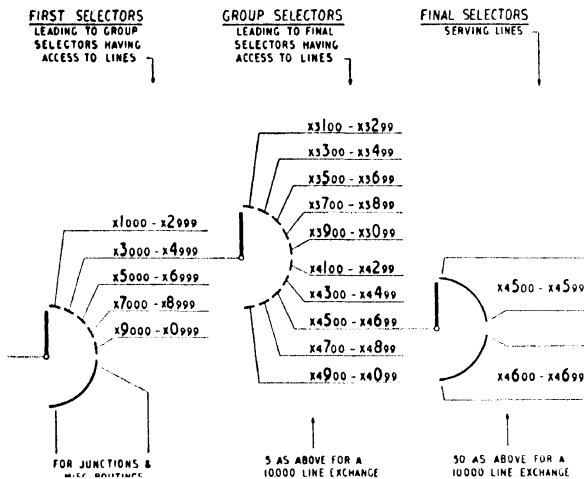 FIRST SELECTORS
LEADING TO GROUP
SELECTORS HAVING
ACCESS TO LINES
GROUP SELECTORS
LEADING TO FINAL
SELECTORS HAVING
ACCESS TO LINES
FINAL SELECTORS
SERVING LINES
x1000 - x2999
x3000 - x4999
x5000 - x6999
x7000 - x8999
x9000 - x0999
x3100 - x3299
x3300 - x3499
x3500 - x3699
x3700 - x3899
x3900 - x3099
x4100 - x4299
x4300 - x4499
x4500 - x4699
x4700 - x4899
x4900 - x4099
x4500 - x4599
x4600 - x4699
FOR JUNCTIONS &
MISC ROUTINGS
5 AS ABOVE FOR A
10000 LINE EXCHANGE
50 AS ABOVE FOR A
10000 LINE EXCHANGE